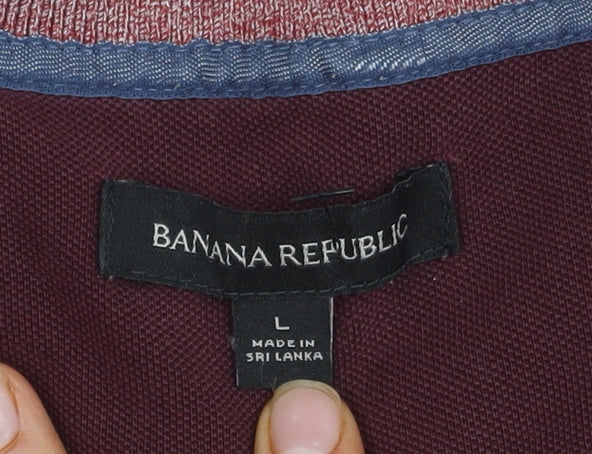 BANANA REPUBLIC
L
MADE IN
SRI LANKA